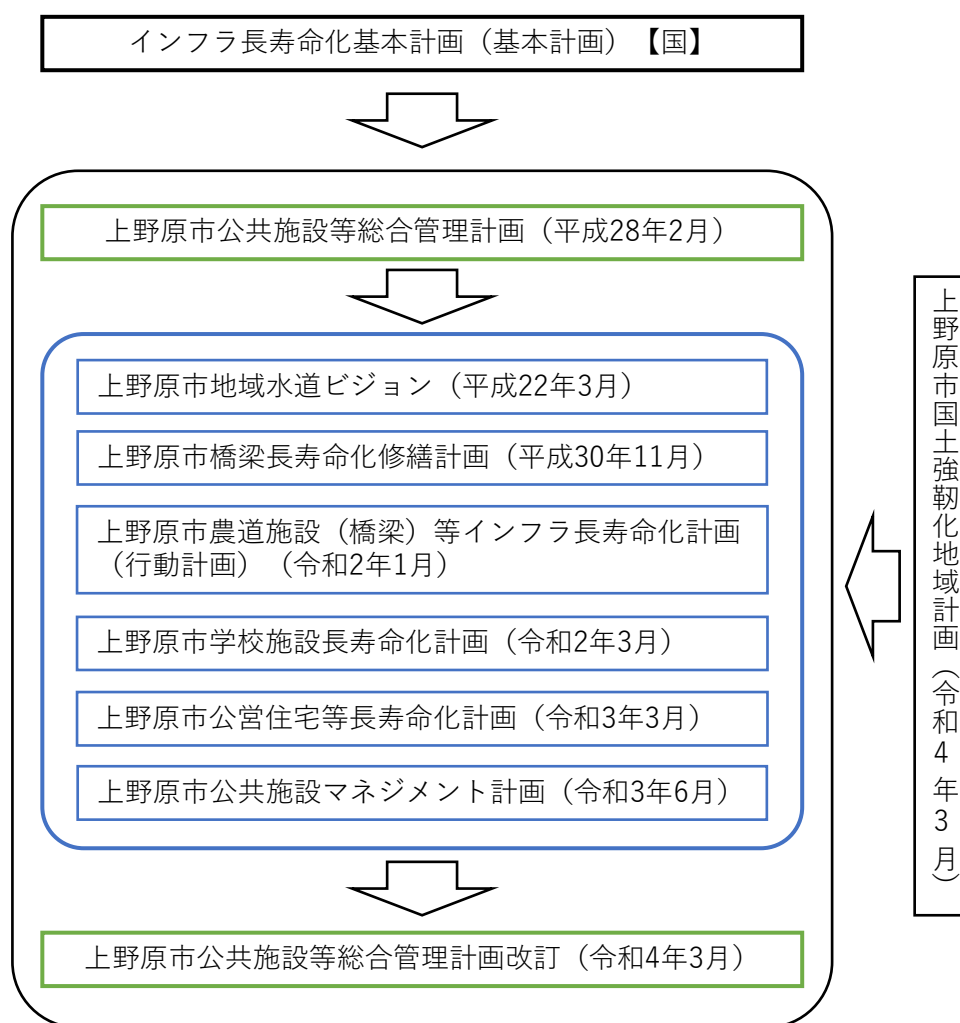 インフラ長寿命化基本計画（基本計画）【国】
上野原市公共施設等総合管理計画（平成28年2月）
上野原市地域水道ビジョン（平成22年3月）
上野原市橋梁長寿命化修繕計画（平成30年11月）
上野原市農道施設（橋梁）等インフラ長寿命化計画
（行動計画）（令和2年1月）
上野原市学校施設長寿命化計画（令和2年3月）
上野原市公営住宅等長寿命化計画（令和3年3月）
上野原市公共施設マネジメント計画（令和3年6月）
上野原市公共施設等総合管理計画改訂（令和4年3月）
上野原市国土強靭化地域計画（令和4年3月）